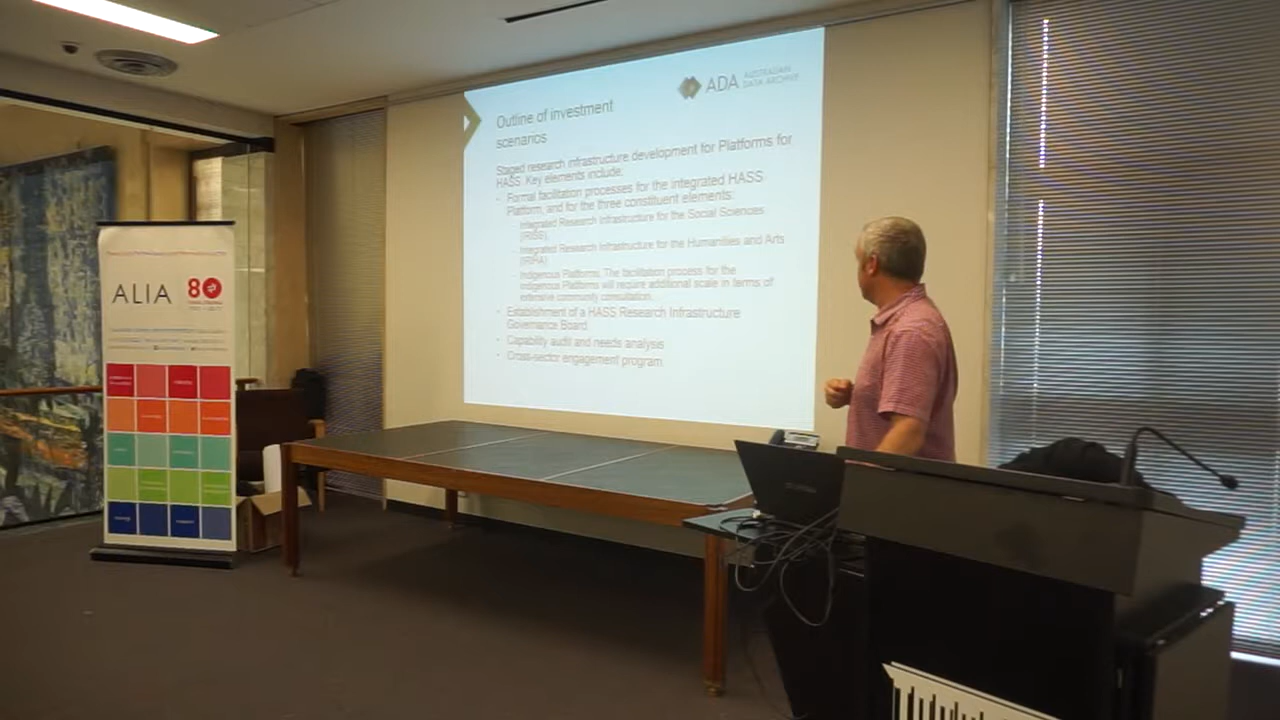 ADA AUSTRALIAN
DATA ARCHIVE
Outline of investment
scenarios
Staged research infrastructure development for Platforms for
HASS. Key elements include:
- Formal facilitation processes for the integrated HASS
Platform, and for the three constituent elements:
- Integrated Research Infrastructure for the Social Sciences
(IRISS),
- Integrated Research Infrastructure for the Humanities and Arts
(IRIHA)
- Indigenous Platforms. The facilitation process for the
Indigenous Platforms will require additional scale in terms of
extensive community consultation.
- Establishment of a HASS Research Infrastructure
Governance Board
- Capability audit and needs analysis
- Cross-sector engagement program
ALIA 80